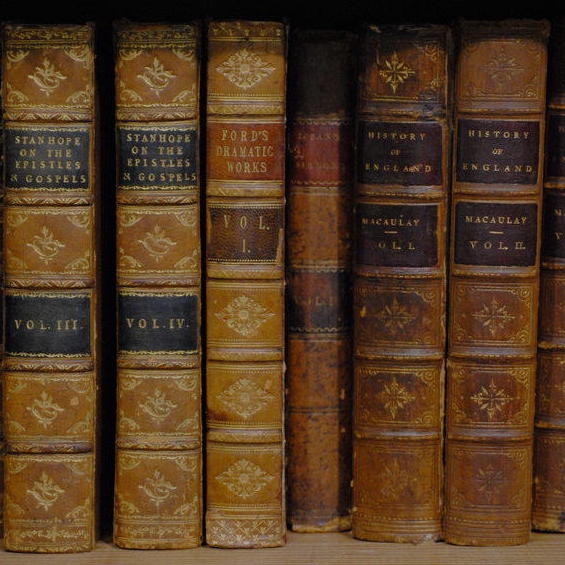 STANHOPE
ON THE
EPISTLES
& GOSPELS
VOL. III.
STANHOPE
ON THE
EPISTLES
& GOSPELS
VOL. IV.
FORD'S
DRAMATIC
WORKS
VOL.
I.
HISTORY
OF
ENGLAND
MACAULAY
OL. I.
HISTORY
OF
ENGLAND
MACAULAY
VOL. II.